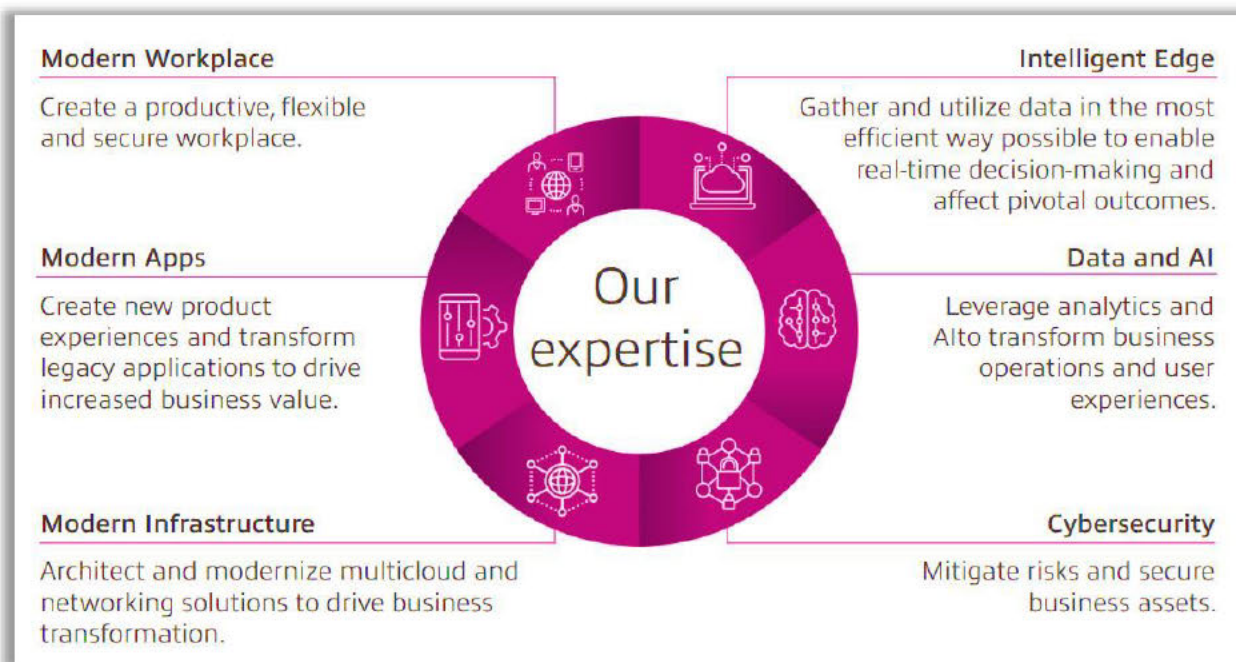 Modern Workplace
Create a productive, flexible
and secure workplace.
Modern Apps
Create new product
experiences and transform
legacy applications to drive
increased business value.
Modern Infrastructure
Architect and modernize multicloud and
networking solutions to drive business
transformation.
Our
expertise
Intelligent Edge
Gather and utilize data in the most
efficient way possible to enable
real-time decision-making and
affect pivotal outcomes.
Data and AI
Leverage analytics and
AIto transform business
operations and user
experiences.
Cybersecurity
Mitigate risks and secure
business assets.